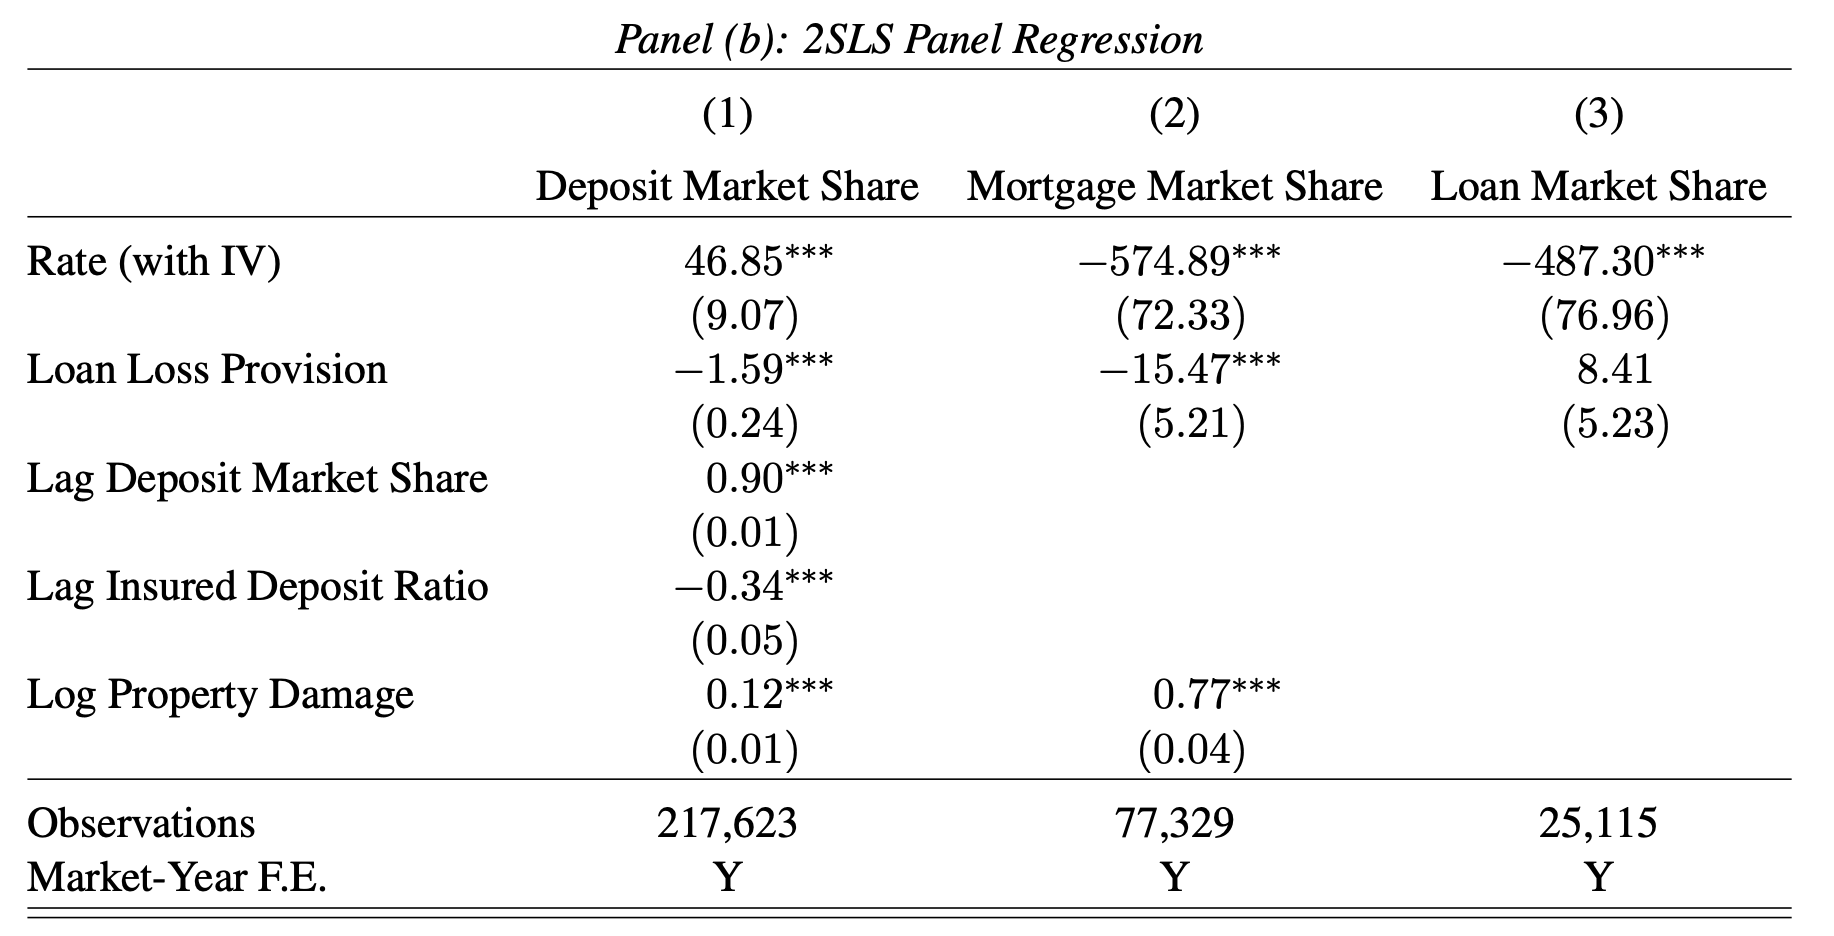 Panel (b): 2SLS Panel Regression
(1) (2) (3)
Deposit Market Share Mortgage Market Share Loan Market Share
Rate (with IV) 46.85*** −574.89*** −487.30***
(9.07) (72.33) (76.96)
Loan Loss Provision −1.59*** −15.47*** 8.41
(0.24) (5.21) (5.23)
Lag Deposit Market Share 0.90***
(0.01)
Lag Insured Deposit Ratio −0.34***
(0.05)
Log Property Damage 0.12*** 0.77***
(0.01) (0.04)
Observations 217,623 77,329 25,115
Market-Year F.E. Y Y Y